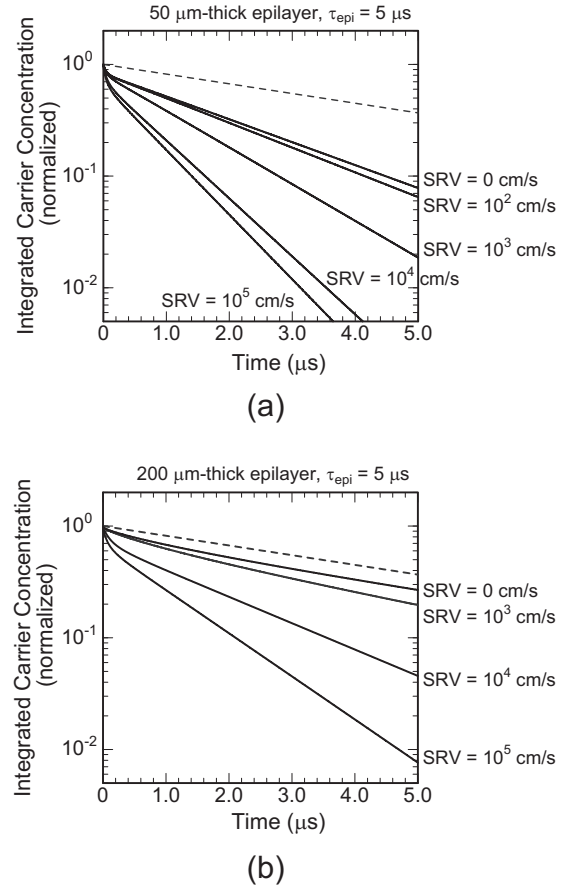 50 μm-thick epilayer, τepi = 5 μs
Integrated Carrier Concentration
(normalized)
10⁰
10⁻¹
10⁻²
SRV = 0 cm/s
SRV = 10² cm/s
SRV = 10³ cm/s
SRV = 10⁴ cm/s
SRV = 10⁵ cm/s
0 1.0 2.0 3.0 4.0 5.0
Time (μs)
(a)
200 μm-thick epilayer, τepi = 5 μs
Integrated Carrier Concentration
(normalized)
10⁰
10⁻¹
10⁻²
SRV = 0 cm/s
SRV = 10³ cm/s
SRV = 10⁴ cm/s
SRV = 10⁵ cm/s
0 1.0 2.0 3.0 4.0 5.0
Time (μs)
(b)